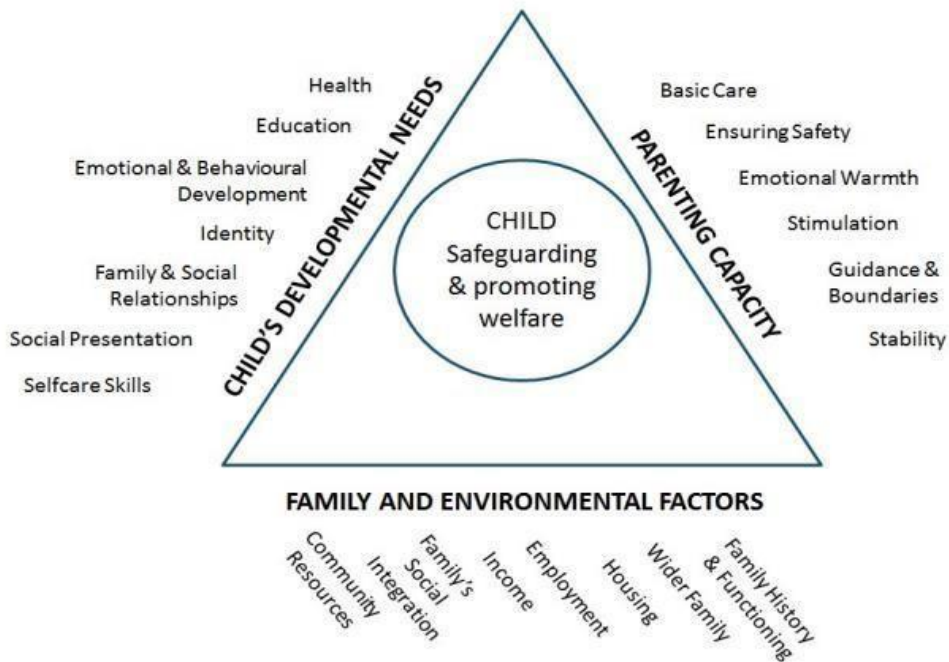 Health
Education
Emotional & Behavioural
Development
Identity
Family & Social
Relationships
Social Presentation
Selfcare Skills
CHILD'S DEVELOPMENTAL NEEDS
CHILD
Safeguarding
& promoting
welfare
PARENTING CAPACITY
Basic Care
Ensuring Safety
Emotional Warmth
Stimulation
Guidance &
Boundaries
Stability
FAMILY AND ENVIRONMENTAL FACTORS
Community
Resources
Family's
Social
Integration
Income
Employment
Housing
Wider Family
Family History
& Functioning